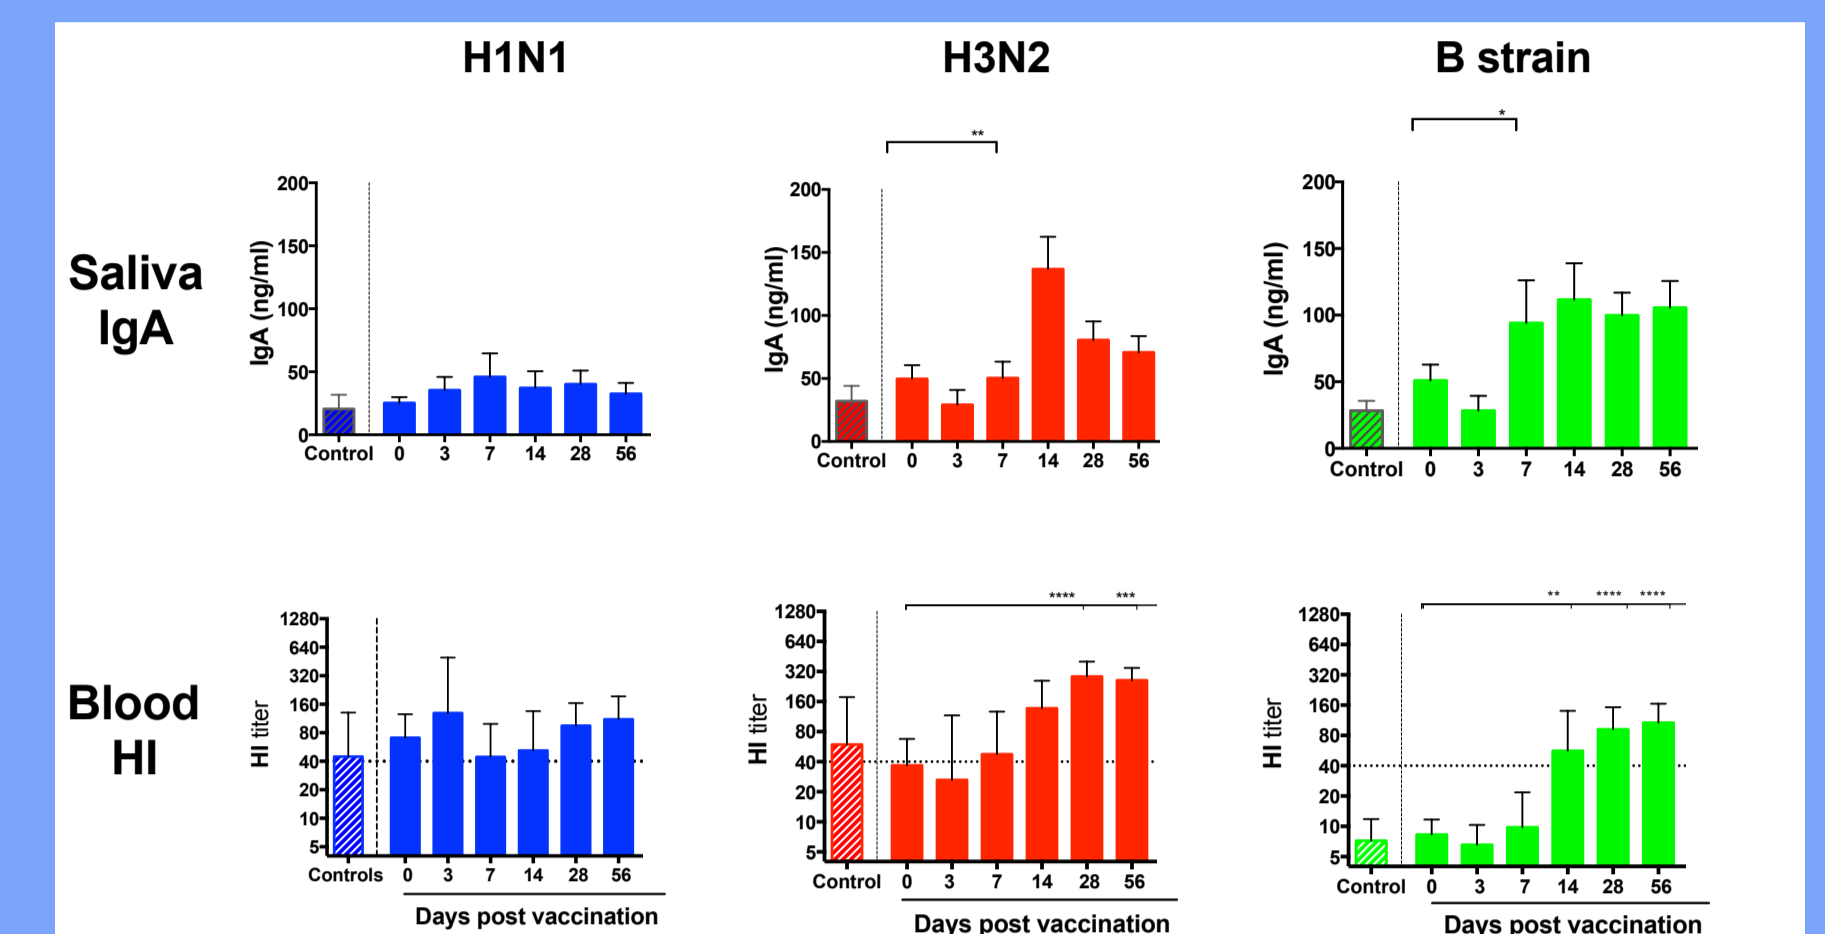 H1N1 H3N2 B strain
** *
Saliva
IgA
IgA (ng/ml)
200
150
100
50
0
Control 0 3 7 14 28 56
IgA (ng/ml)
200
150
100
50
0
Control 0 3 7 14 28 56
IgA (ng/ml)
200
150
100
50
0
Control 0 3 7 14 28 56
Blood
HI
HI titer
1280
640
320
160
80
40
20
10
5
Controls 0 3 7 14 28 56
Days post vaccination
**** ***
HI titer
1280
640
320
160
80
40
20
10
5
Control 0 3 7 14 28 56
Days post vaccination
** **** ****
HI titer
1280
640
320
160
80
40
20
10
5
Control 0 3 7 14 28 56
Days post vaccination